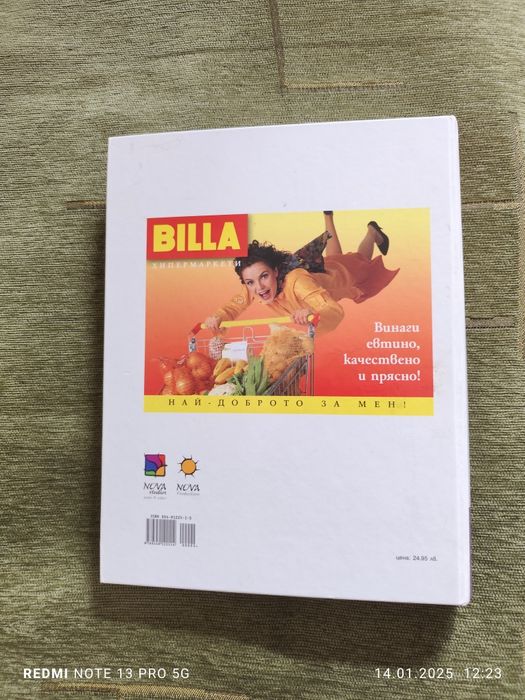 BILLA
ХИПЕРМАРКЕТИ
Винаги
евтино,
качествено
и прясно!
НАЙ-ДОБРОТО ЗА МЕН!
NOVA
NOVA
ISBN
цена: 24.95 лв.
REDMI NOTE 13 PRO 5G
14.01.2025 12:23